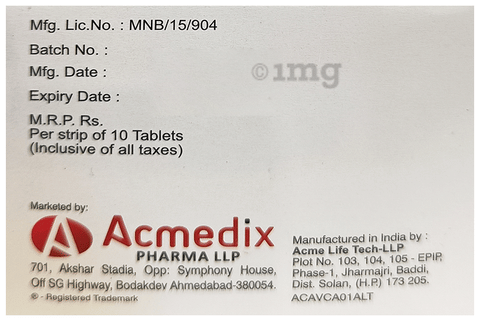 Mfg. Lic.No. : MNB/15/904
Batch No. :
Mfg. Date :
Expiry Date :
M.R.P. Rs.
Per strip of 10 Tablets
(Inclusive of all taxes)
©1mg
Marketed by:
Acmedix
PHARMA LLP
701, Akshar Stadia, Opp: Symphony House,
Off SG Highway, Bodakdev Ahmedabad-380054.
® - Registered Trademark
Manufactured in India by :
Acme Life Tech-LLP
Plot No. 103, 104, 105 - EPIP,
Phase-1, Jharmajri, Baddi,
Dist. Solan, (H.P.) 173 205.
ACAVCA01ALT